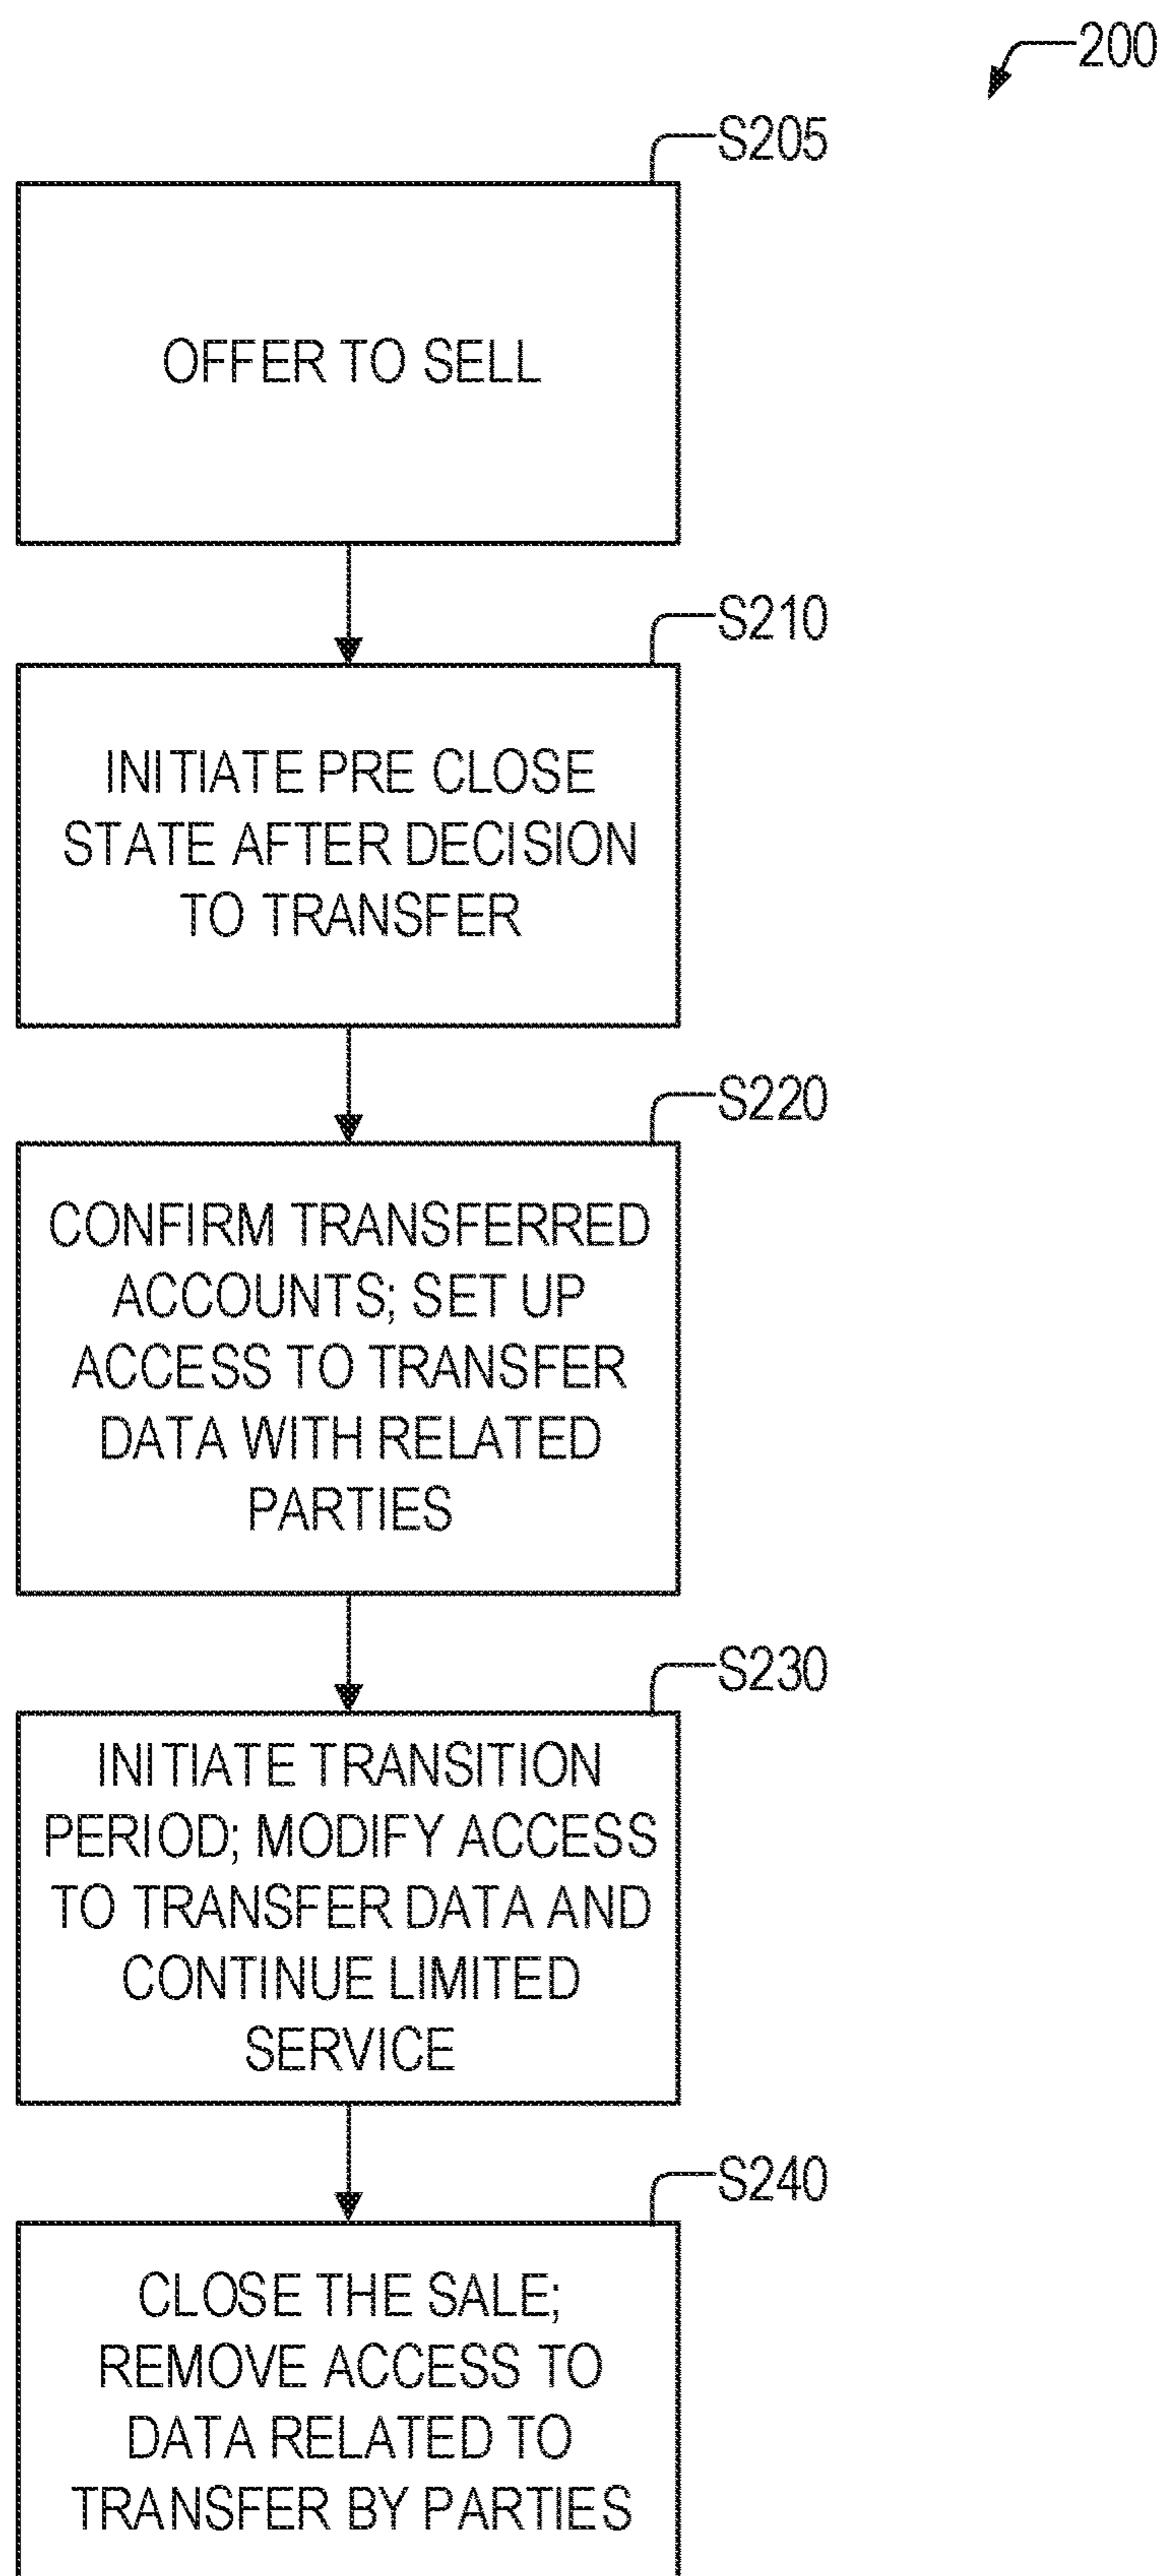 200
S205
OFFER TO SELL
S210
INITIATE PRE CLOSE
STATE AFTER DECISION
TO TRANSFER
S220
CONFIRM TRANSFERRED
ACCOUNTS; SET UP
ACCESS TO TRANSFER
DATA WITH RELATED
PARTIES
S230
INITIATE TRANSITION
PERIOD; MODIFY ACCESS
TO TRANSFER DATA AND
CONTINUE LIMITED
SERVICE
S240
CLOSE THE SALE;
REMOVE ACCESS TO
DATA RELATED TO
TRANSFER BY PARTIES